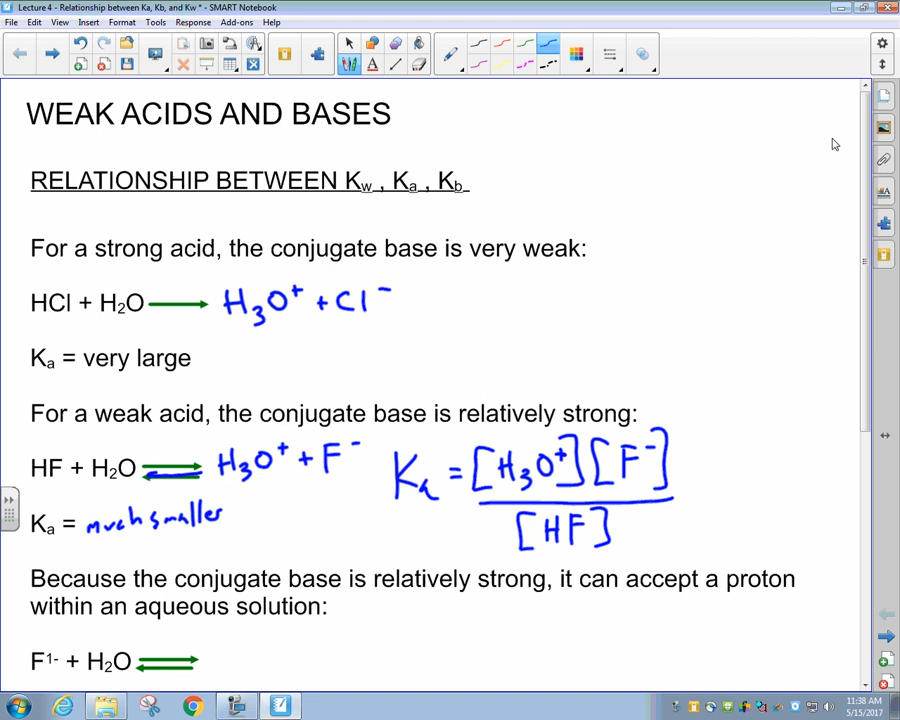 Lecture 4 - Relationship between Ka, Kb, and Kw * - SMART Notebook
File Edit View Insert Format Tools Response Add-ons Help
WEAK ACIDS AND BASES
RELATIONSHIP BETWEEN Kw , Ka , Kb
For a strong acid, the conjugate base is very weak:
HCl + H₂O ⟶ H₃O⁺ + Cl⁻
Ka = very large
For a weak acid, the conjugate base is relatively strong:
HF + H₂O ⇌ H₃O⁺ + F⁻ Ka = [H₃O⁺][F⁻] / [HF]
Ka = much smaller
Because the conjugate base is relatively strong, it can accept a proton
within an aqueous solution:
F¹⁻ + H₂O ⇌
11:38 AM
5/15/2017